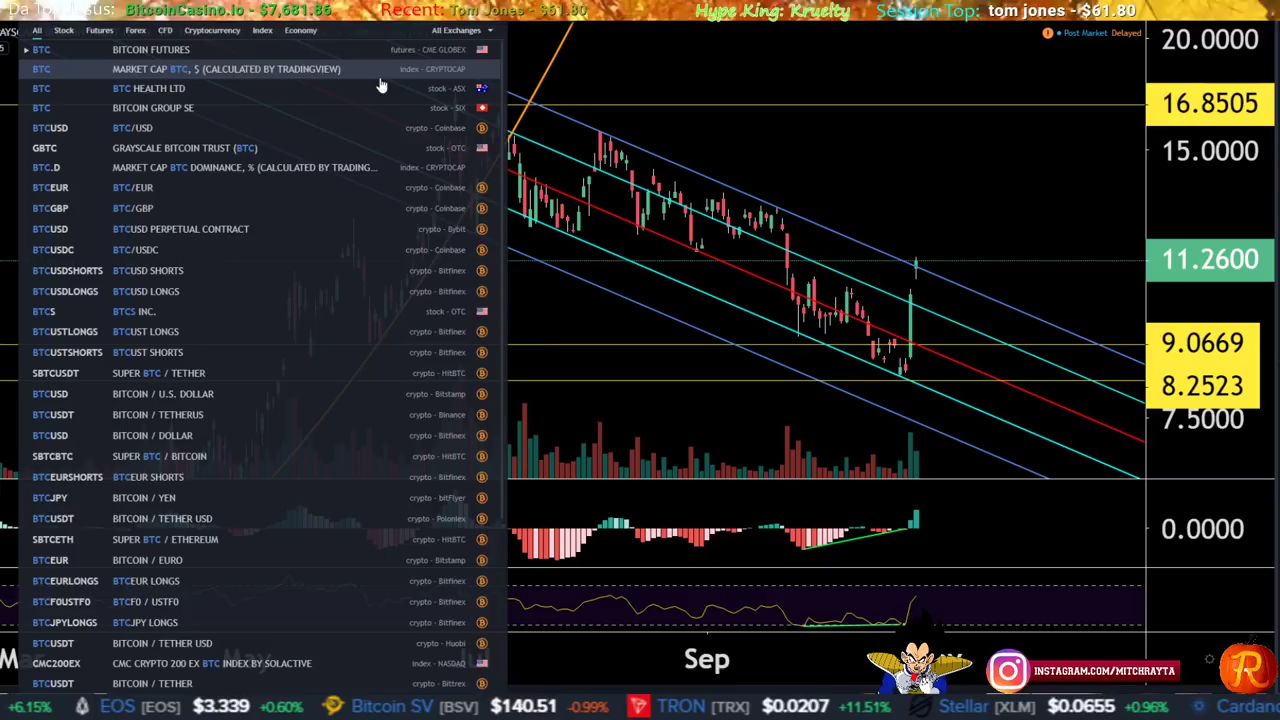 Da To Jesus: BitcoinCasino.io - $7,681.86
Recent: Tom Jones - $61.80
Hype King: Kruelty
Session Top: tom jones - $61.80
All Stock Futures Forex CFD Cryptocurrency Index Economy All Exchanges
BTC BITCOIN FUTURES futures - CME GLOBEX
BTC MARKET CAP BTC, $ (CALCULATED BY TRADINGVIEW) index - CRYPTOCAP
BTC BTC HEALTH LTD stock - ASX
BTC BITCOIN GROUP SE stock - SIX
BTCUSD BTC/USD crypto - Coinbase
GBTC GRAYSCALE BITCOIN TRUST (BTC) stock - OTC
BTC.D MARKET CAP BTC DOMINANCE, % (CALCULATED BY TRADING... index - CRYPTOCAP
BTCEUR BTC/EUR crypto - Coinbase
BTCGBP BTC/GBP crypto - Coinbase
BTCUSD BTCUSD PERPETUAL CONTRACT crypto - Bybit
BTCUSDC BTC/USDC crypto - Coinbase
BTCUSDSHORTS BTCUSD SHORTS crypto - Bitfinex
BTCUSDLONGS BTCUSD LONGS crypto - Bitfinex
BTCS BTCS INC. stock - OTC
BTCUSTLONGS BTCUST LONGS crypto - Bitfinex
BTCUSTSHORTS BTCUST SHORTS crypto - Bitfinex
SBTCUSDT SUPER BTC / TETHER crypto - HitBTC
BTCUSD BITCOIN / U.S. DOLLAR crypto - Bitstamp
BTCUSDT BITCOIN / TETHERUS crypto - Binance
BTCUSD BITCOIN / DOLLAR crypto - Bitfinex
SBTCBTC SUPER BTC / BITCOIN crypto - HitBTC
BTCEURSHORTS BTCEUR SHORTS crypto - Bitfinex
BTCJPY BITCOIN / YEN crypto - bitFlyer
BTCUSDT BITCOIN / TETHER USD crypto - Poloniex
SBTCETH SUPER BTC / ETHEREUM crypto - HitBTC
BTCEUR BITCOIN / EURO crypto - Bitstamp
BTCEURLONGS BTCEUR LONGS crypto - Bitfinex
BTCF0USTF0 BTCF0 / USTF0 crypto - Bitfinex
BTCJPYLONGS BTCJPY LONGS crypto - Bitfinex
BTCUSDT BITCOIN / TETHER USD crypto - Huobi
CMC200EX CMC CRYPTO 200 EX BTC INDEX BY SOLACTIVE index - NASDAQ
BTCUSDT BITCOIN / TETHER crypto - Bittrex
Post Market Delayed
20.0000
16.8505
15.0000
11.2600
9.0669
8.2523
7.5000
0.0000
Mar May Jul Sep
INSTAGRAM.COM/MITCHRAYTA
R
+6.15% EOS [EOS] $3.339 +0.60% Bitcoin SV [BSV] $140.51 -0.99% TRON [TRX] $0.0207 +11.51% Stellar [XLM] $0.0655 +0.96% Cardano